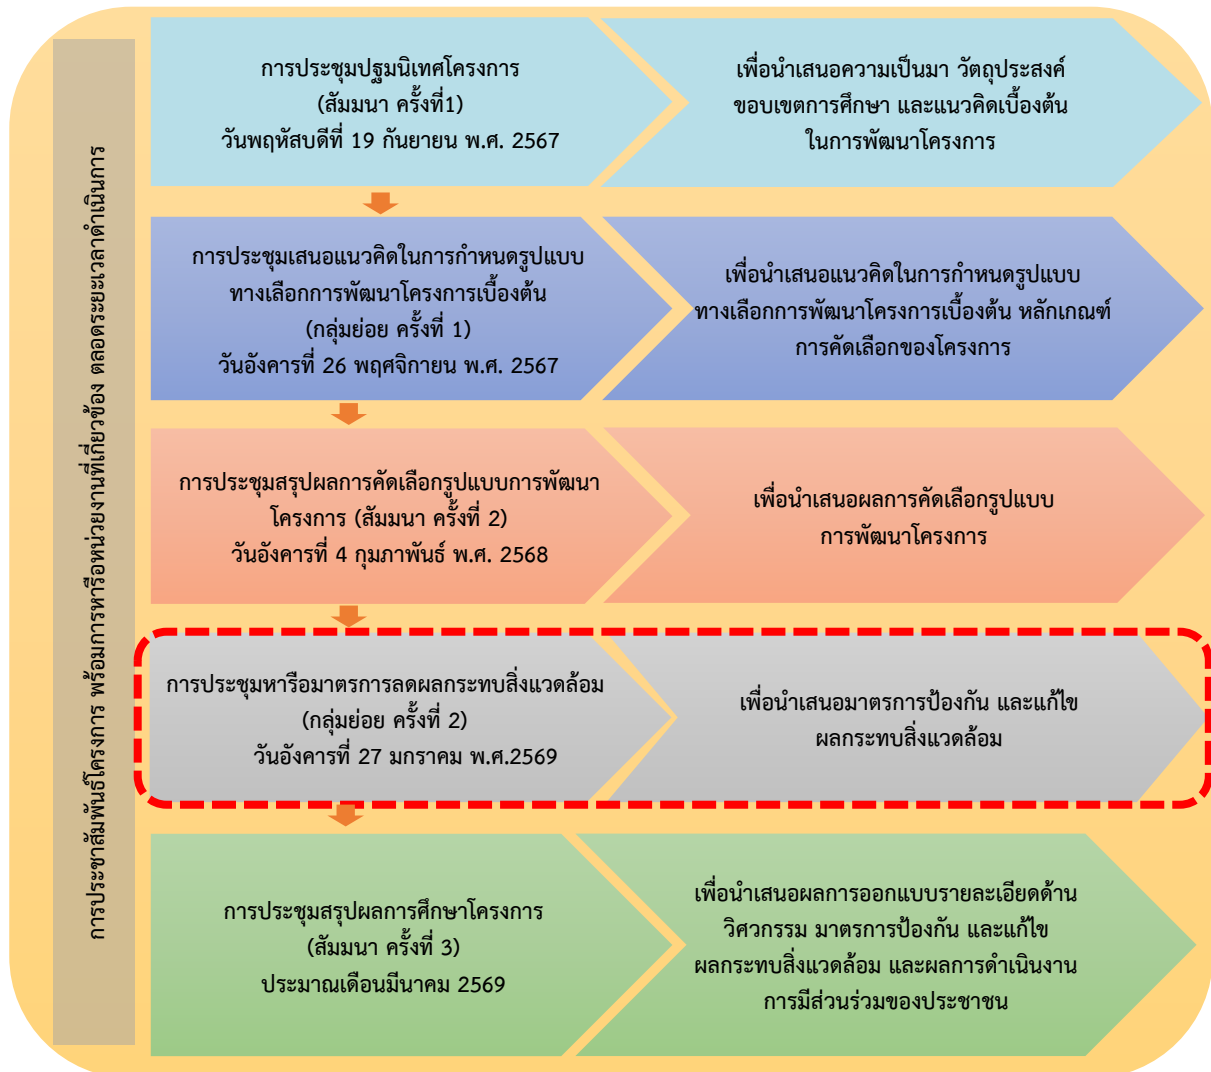 การประชาสัมพันธ์โครงการ พร้อมการหารือหน่วยงานที่เกี่ยวข้อง ตลอดระยะเวลาดำเนินการ
การประชุมปฐมนิเทศโครงการ
(สัมมนา ครั้งที่1)
วันพฤหัสบดีที่ 19 กันยายน พ.ศ. 2567
เพื่อนำเสนอความเป็นมา วัตถุประสงค์
ขอบเขตการศึกษา และแนวคิดเบื้องต้น
ในการพัฒนาโครงการ
การประชุมเสนอแนวคิดในการกำหนดรูปแบบ
ทางเลือกการพัฒนาโครงการเบื้องต้น
(กลุ่มย่อย ครั้งที่ 1)
วันอังคารที่ 26 พฤศจิกายน พ.ศ. 2567
เพื่อนำเสนอแนวคิดในการกำหนดรูปแบบ
ทางเลือกการพัฒนาโครงการเบื้องต้น หลักเกณฑ์
การคัดเลือกของโครงการ
การประชุมสรุปผลการคัดเลือกรูปแบบการพัฒนา
โครงการ (สัมมนา ครั้งที่ 2)
วันอังคารที่ 4 กุมภาพันธ์ พ.ศ. 2568
เพื่อนำเสนอผลการคัดเลือกรูปแบบ
การพัฒนาโครงการ
การประชุมหารือมาตรการลดผลกระทบสิ่งแวดล้อม
(กลุ่มย่อย ครั้งที่ 2)
วันอังคารที่ 27 มกราคม พ.ศ.2569
เพื่อนำเสนอมาตรการป้องกัน และแก้ไข
ผลกระทบสิ่งแวดล้อม
การประชุมสรุปผลการศึกษาโครงการ
(สัมมนา ครั้งที่ 3)
ประมาณเดือนมีนาคม 2569
เพื่อนำเสนอผลการออกแบบรายละเอียดด้าน
วิศวกรรม มาตรการป้องกัน และแก้ไข
ผลกระทบสิ่งแวดล้อม และผลการดำเนินงาน
การมีส่วนร่วมของประชาชน